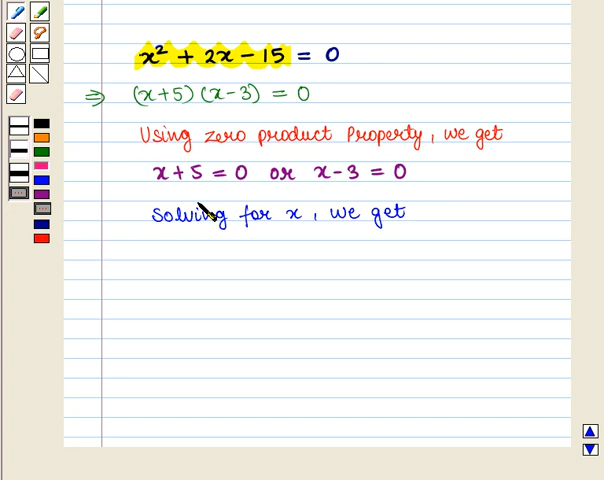 x² + 2x - 15 = 0
⇒ (x+5) (x-3) = 0
Using zero product Property, we get
x+5 = 0 or x-3 = 0
Solving for x, we get